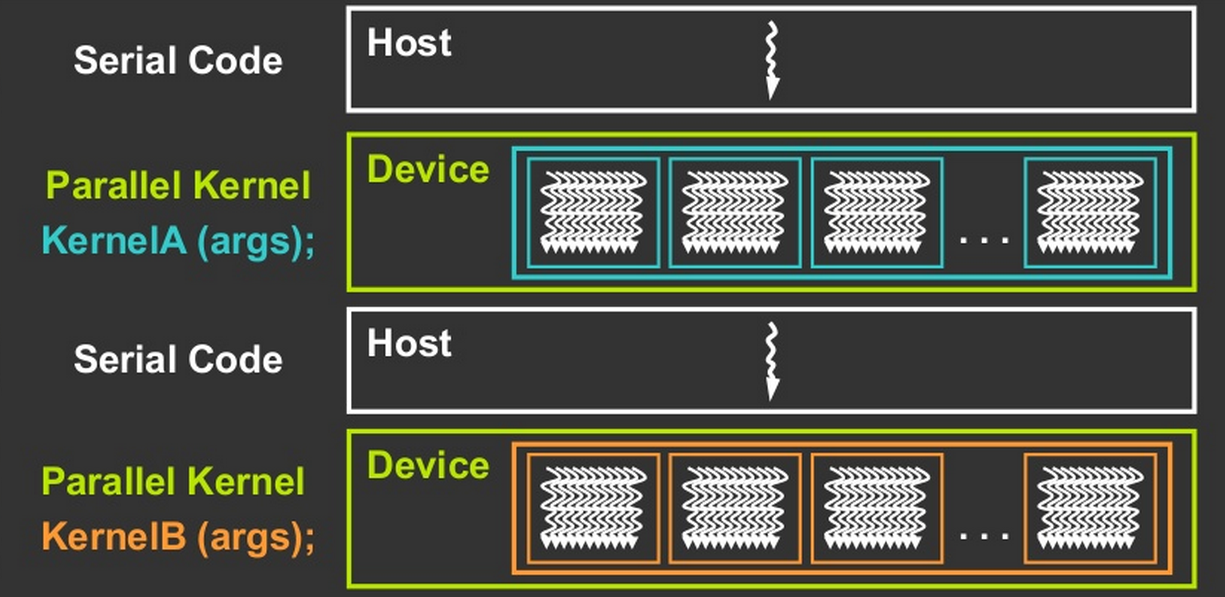 Serial Code
Host
Parallel Kernel
KernelA (args);
Device
. . .
Serial Code
Host
Parallel Kernel
KernelB (args);
Device
. . .